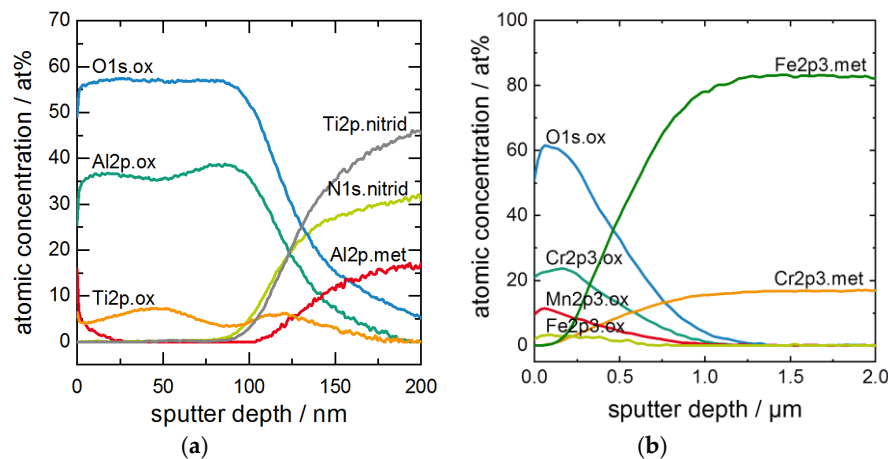 70
60
50
40
30
20
10
0
atomic concentration / at%
O1s.ox
Al2p.ox
Ti2p.ox
Ti2p.nitrid
N1s.nitrid
Al2p.met
0 50 100 150 200
sputter depth / nm
(a)
100
80
60
40
20
0
atomic concentration / at%
Fe2p3.met
O1s.ox
Cr2p3.ox
Mn2p3.ox
Fe2p3.ox
Cr2p3.met
0.0 0.5 1.0 1.5 2.0
sputter depth / µm
(b)